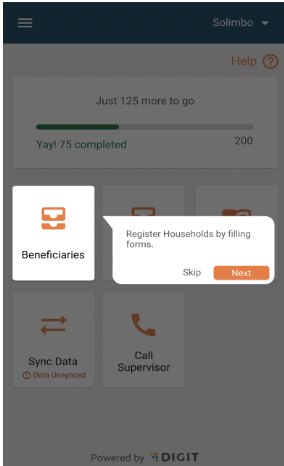 Solimbo
Help
Just 125 more to go
Yay! 75 completed
200
Beneficiaries
Register Households by filling
forms.
Skip
Next
Sync Data
Data Unsynced
Call
Supervisor
Powered by DIGIT